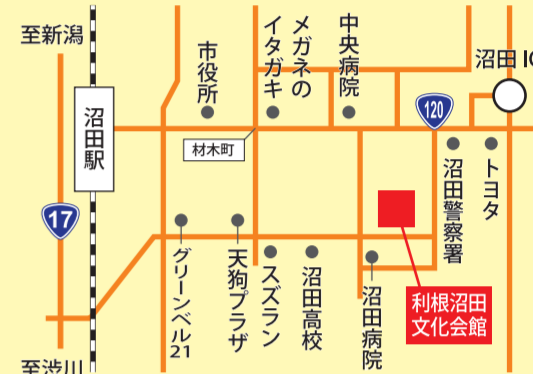 至新潟
沼田駅
17
至渋川
市役所
メガネの
イタガキ
中央病院
沼田 IC
120
材木町
沼田警察署
トヨタ
グリーンベル21
天狗プラザ
スズラン
沼田高校
沼田病院
利根沼田
文化会館